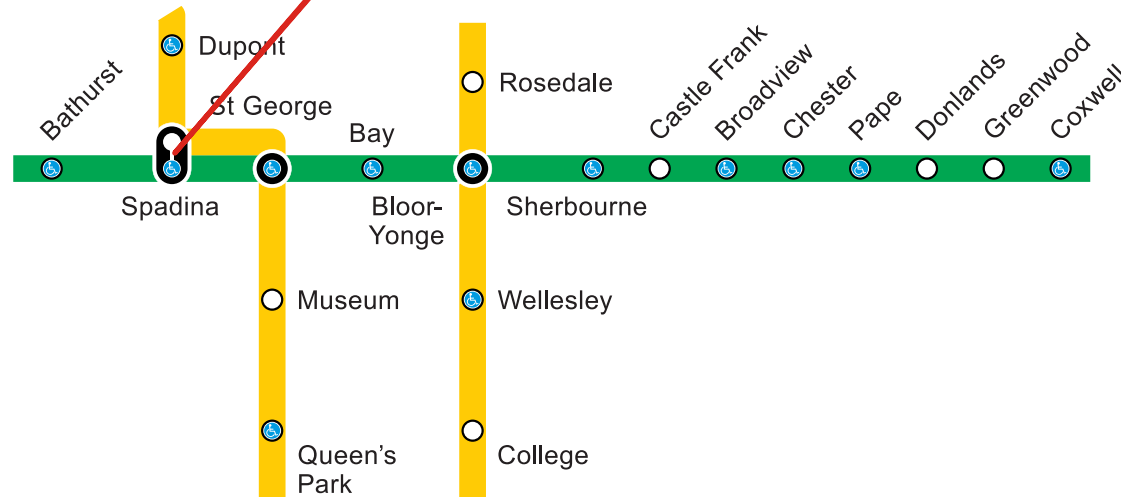 Dupont
St George
Bathurst
Bay
Rosedale
Castle Frank
Broadview
Chester
Pape
Donlands
Greenwood
Coxwell
Spadina
Bloor-
Yonge
Sherbourne
Museum
Wellesley
Queen's
Park
College